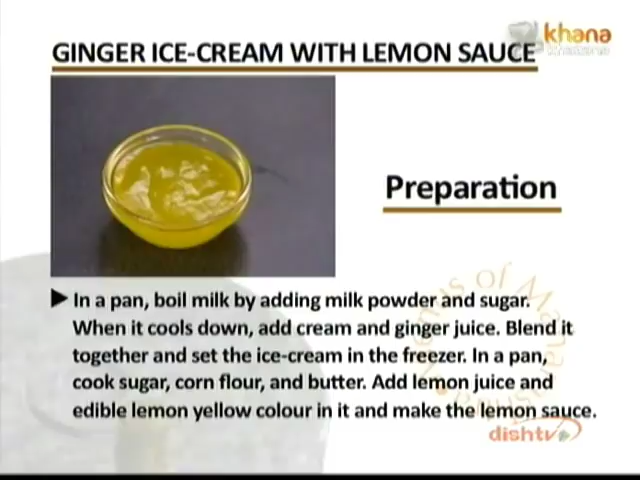 khana
GINGER ICE-CREAM WITH LEMON SAUCE
Preparation
In a pan, boil milk by adding milk powder and sugar.
When it cools down, add cream and ginger juice. Blend it
together and set the ice-cream in the freezer. In a pan,
cook sugar, corn flour, and butter. Add lemon juice and
edible lemon yellow colour in it and make the lemon sauce.
dishtv